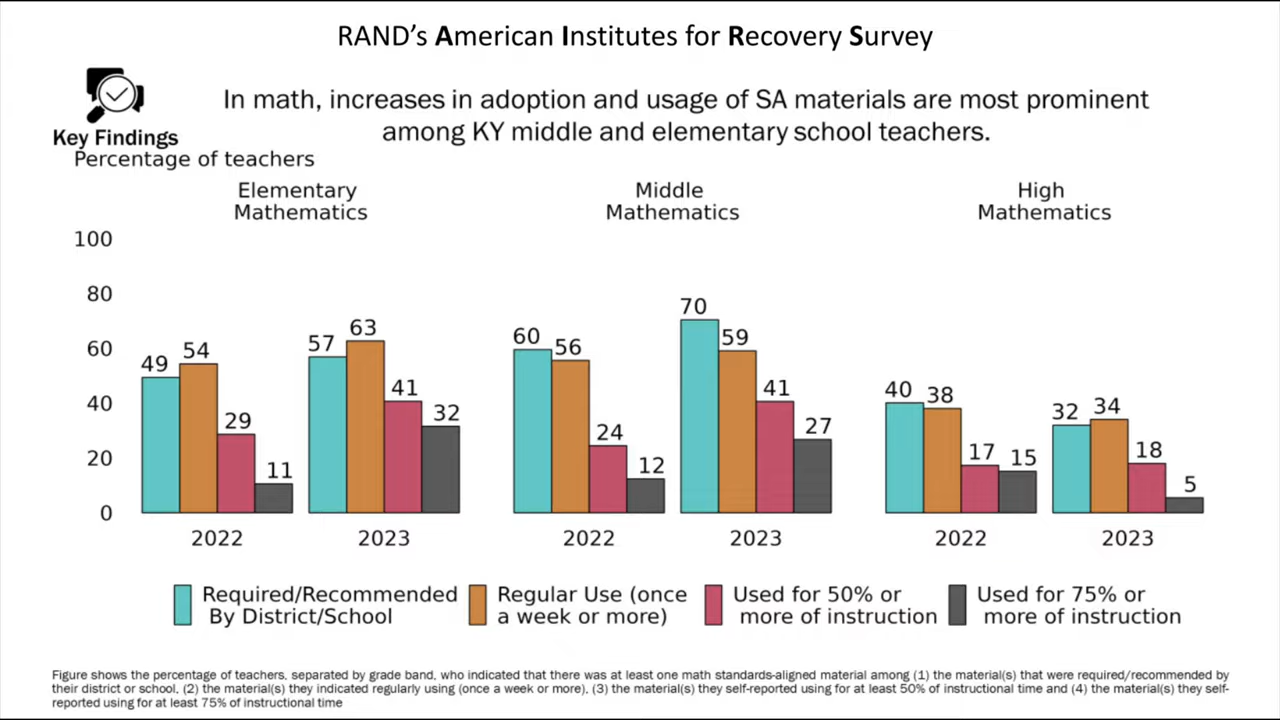 RAND's American Institutes for Recovery Survey
In math, increases in adoption and usage of SA materials are most prominent
among KY middle and elementary school teachers.
Key Findings
Percentage of teachers
Elementary
Mathematics
Middle
Mathematics
High
Mathematics
100
80
60
40
20
0
49 54 29 11
57 63 41 32
60 56 24 12
70 59 41 27
40 38 17 15
32 34 18 5
2022 2023 2022 2023 2022 2023
Required/Recommended
By District/School
Regular Use (once
a week or more)
Used for 50% or
more of instruction
Used for 75% or
more of instruction
Figure shows the percentage of teachers, separated by grade band, who indicated that there was at least one math standards-aligned material among (1) the material(s) that were required/recommended by
their district or school, (2) the material(s) they indicated regularly using (once a week or more), (3) the material(s) they self-reported using for at least 50% of instructional time and (4) the material(s) they self-
reported using for at least 75% of instructional time